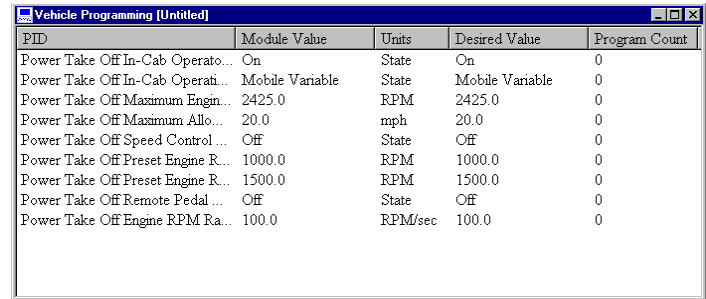 Vehicle Programming [Untitled]
PID Module Value Units Desired Value Program Count
Power Take Off In-Cab Operato... On State On 0
Power Take Off In-Cab Operati... Mobile Variable State Mobile Variable 0
Power Take Off Maximum Engin... 2425.0 RPM 2425.0 0
Power Take Off Maximum Allo... 20.0 mph 20.0 0
Power Take Off Speed Control ... Off State Off 0
Power Take Off Preset Engine R... 1000.0 RPM 1000.0 0
Power Take Off Preset Engine R... 1500.0 RPM 1500.0 0
Power Take Off Remote Pedal ... Off State Off 0
Power Take Off Engine RPM Ra... 100.0 RPM/sec 100.0 0